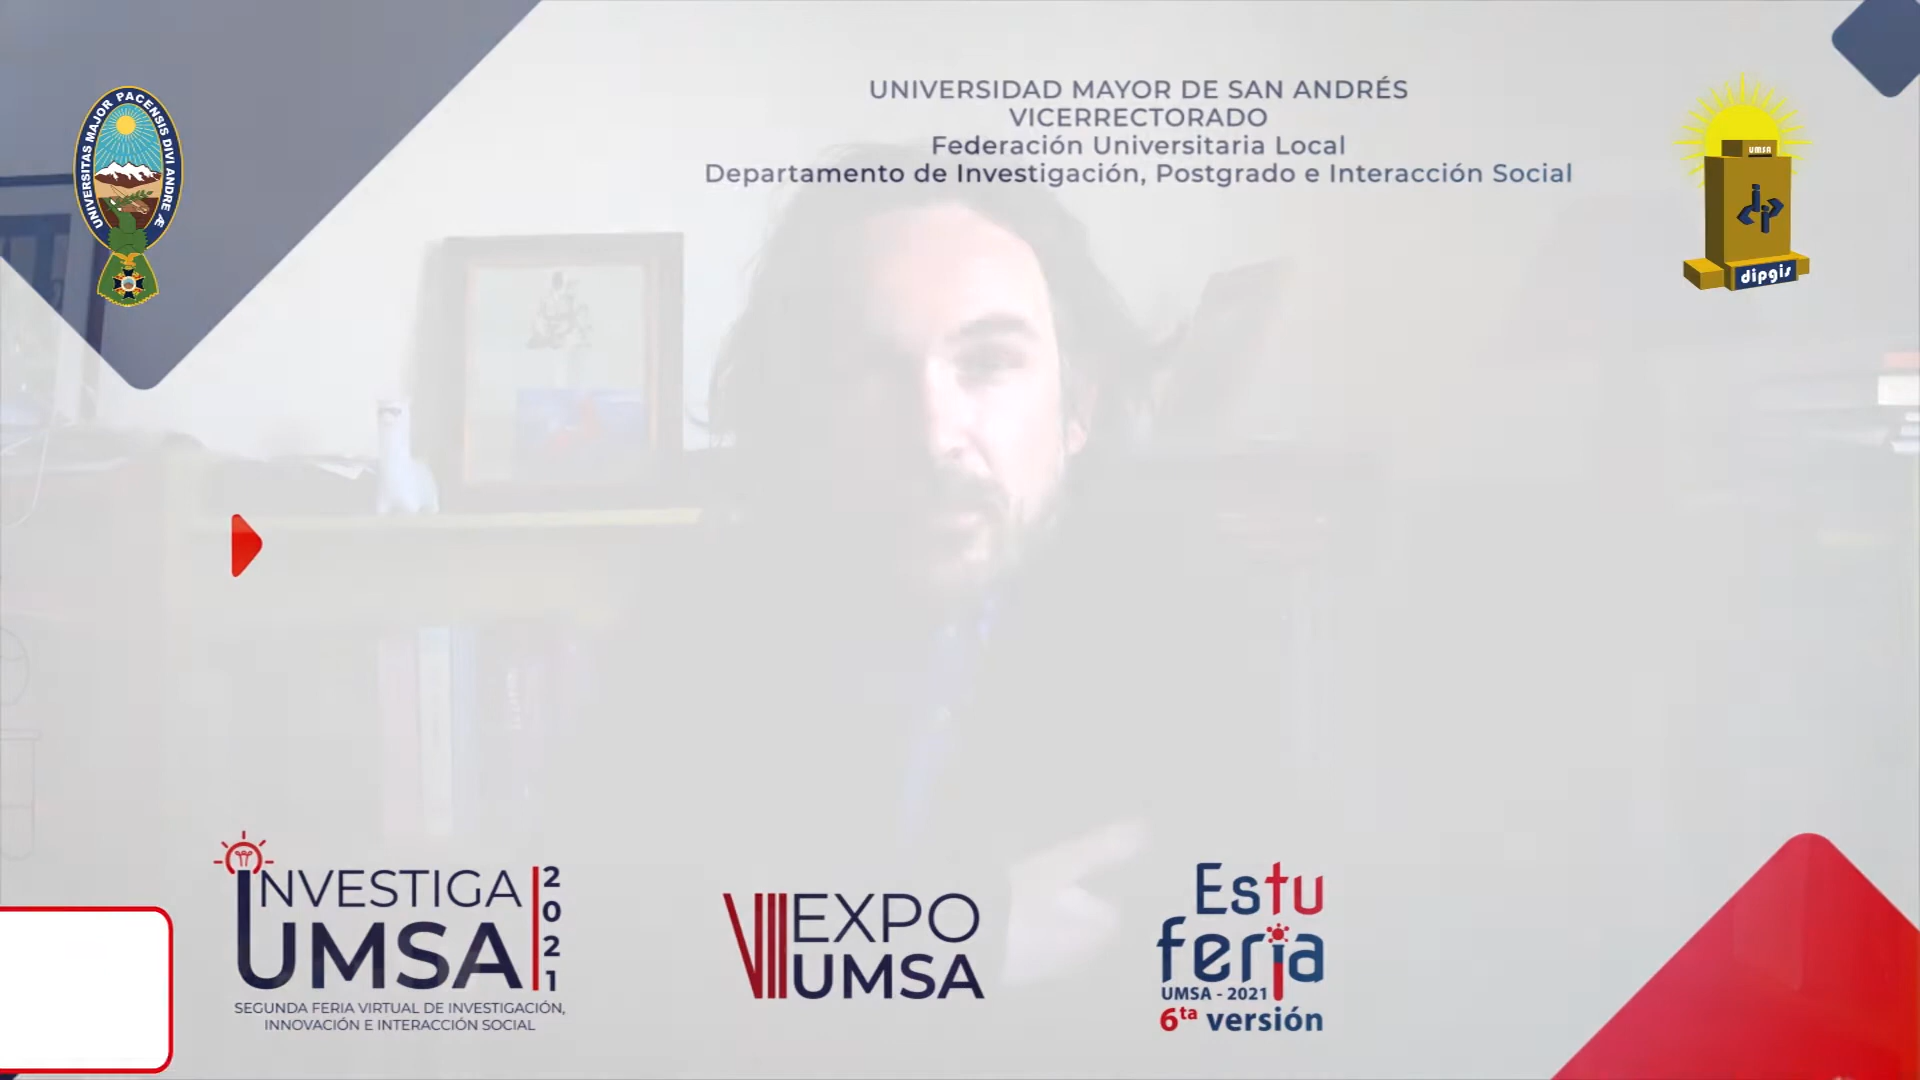 UNIVERSITAS MAJOR PACENSIS DIVI ANDRE Æ
UNIVERSIDAD MAYOR DE SAN ANDRÉS
VICERRECTORADO
Federación Universitaria Local
Departamento de Investigación, Postgrado e Interacción Social
UMSA
dipgis
INVESTIGA
UMSA
2021
SEGUNDA FERIA VIRTUAL DE INVESTIGACIÓN,
INNOVACIÓN E INTERACCIÓN SOCIAL
VIII EXPO
UMSA
Estu
feria
UMSA - 2021
6ta versión